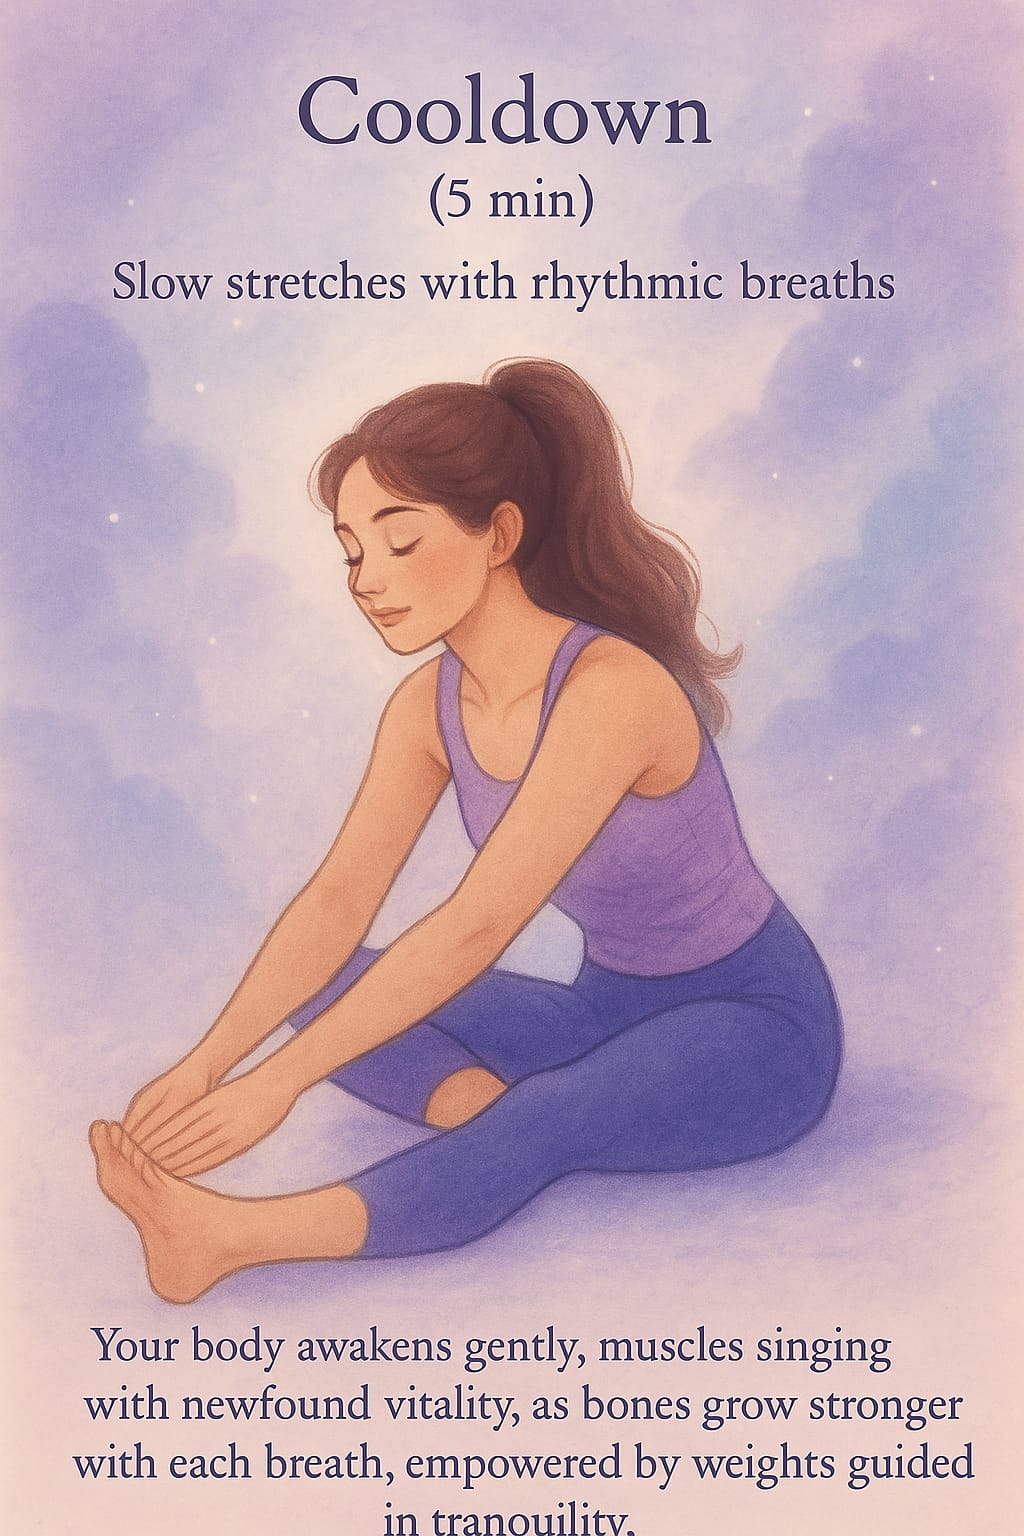 Cooldown
(5 min)
Slow stretches with rhythmic breaths
Your body awakens gently, muscles singing
with newfound vitality, as bones grow stronger
with each breath, empowered by weights guided
in tranquility.